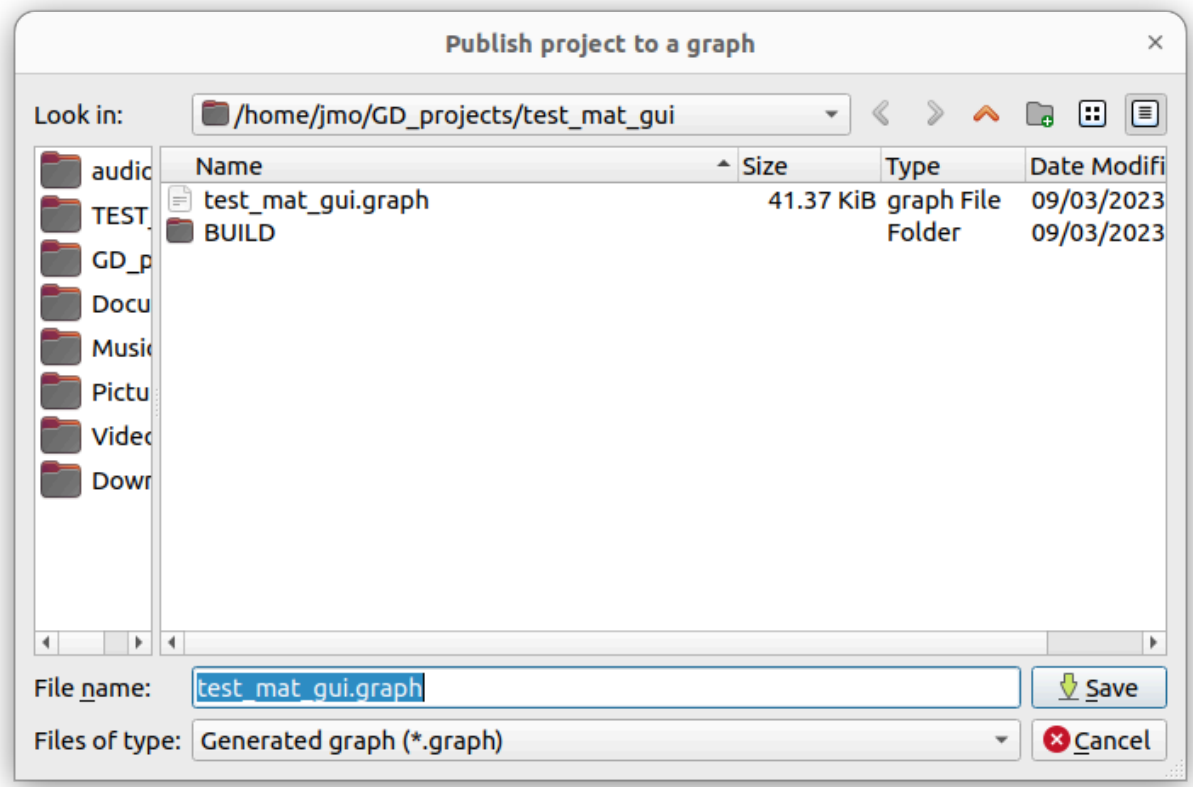 Publish project to a graph
Look in: /home/jmo/GD_projects/test_mat_gui
audio
TEST_
GD_p
Docu
Music
Pictu
Video
Down
Name Size Type Date Modifi
test_mat_gui.graph 41.37 KiB graph File 09/03/2023
BUILD Folder 09/03/2023
File name: test_mat_gui.graph Save
Files of type: Generated graph (*.graph) Cancel